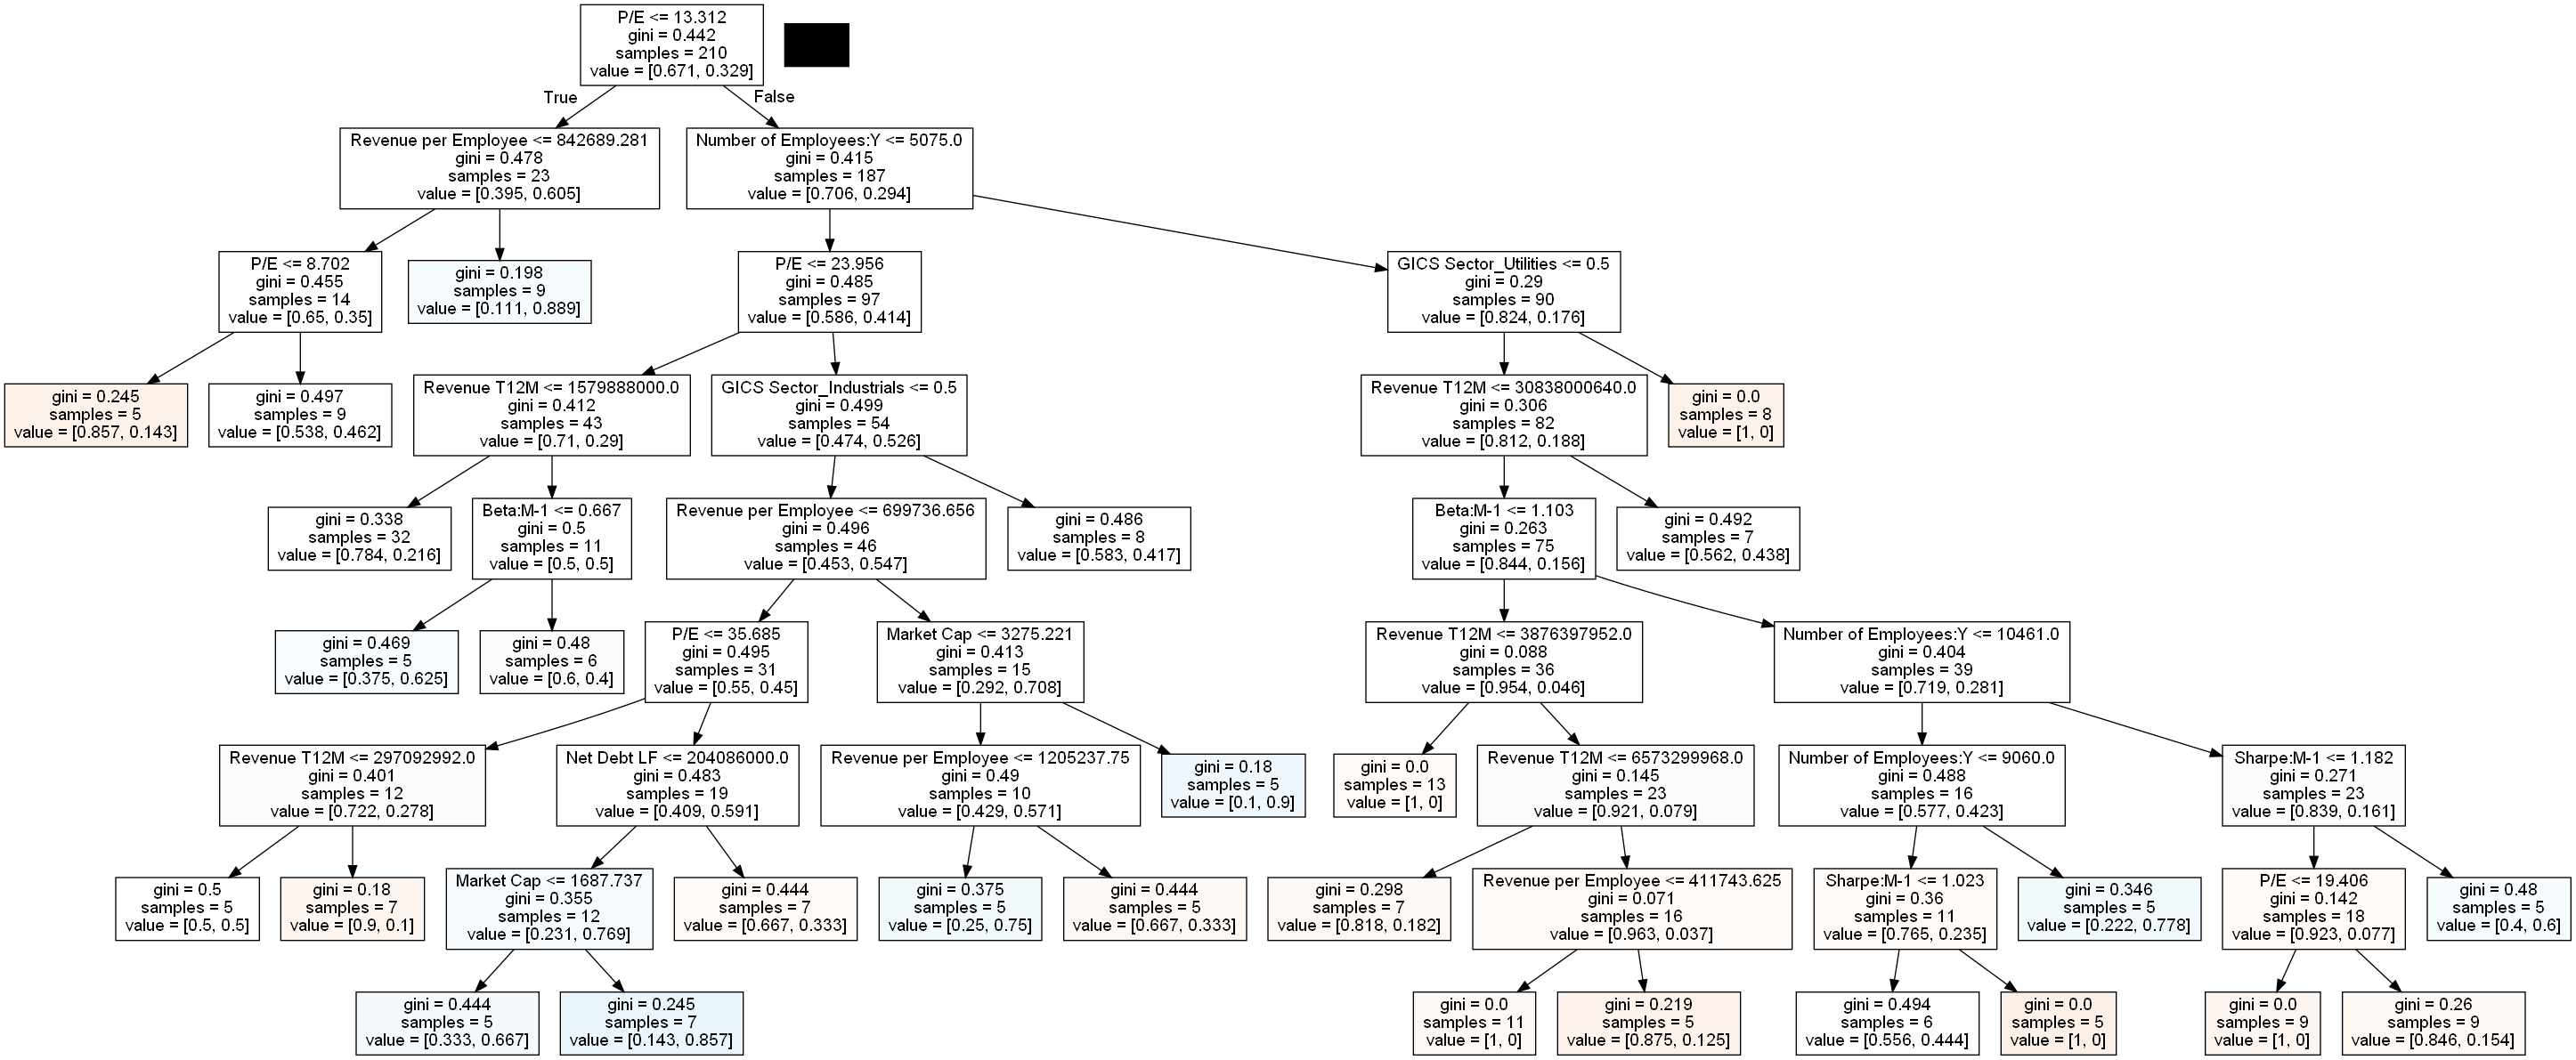 P/E <= 13.312
gini = 0.442
samples = 210
value = [0.671, 0.329]
True
False
Revenue per Employee <= 842689.281
gini = 0.478
samples = 23
value = [0.395, 0.605]
Number of Employees:Y <= 5075.0
gini = 0.415
samples = 187
value = [0.706, 0.294]
P/E <= 8.702
gini = 0.455
samples = 14
value = [0.65, 0.35]
gini = 0.198
samples = 9
value = [0.111, 0.889]
P/E <= 23.956
gini = 0.485
samples = 97
value = [0.586, 0.414]
GICS Sector_Utilities <= 0.5
gini = 0.29
samples = 90
value = [0.824, 0.176]
gini = 0.245
samples = 5
value = [0.857, 0.143]
gini = 0.497
samples = 9
value = [0.538, 0.462]
Revenue T12M <= 1579888000.0
gini = 0.412
samples = 43
value = [0.71, 0.29]
GICS Sector_Industrials <= 0.5
gini = 0.499
samples = 54
value = [0.474, 0.526]
Revenue T12M <= 30838000640.0
gini = 0.306
samples = 82
value = [0.812, 0.188]
gini = 0.0
samples = 8
value = [1, 0]
gini = 0.338
samples = 32
value = [0.784, 0.216]
Beta:M-1 <= 0.667
gini = 0.5
samples = 11
value = [0.5, 0.5]
Revenue per Employee <= 699736.656
gini = 0.496
samples = 46
value = [0.453, 0.547]
gini = 0.486
samples = 8
value = [0.583, 0.417]
Beta:M-1 <= 1.103
gini = 0.263
samples = 75
value = [0.844, 0.156]
gini = 0.492
samples = 7
value = [0.562, 0.438]
gini = 0.469
samples = 5
value = [0.375, 0.625]
gini = 0.48
samples = 6
value = [0.6, 0.4]
P/E <= 35.685
gini = 0.495
samples = 31
value = [0.55, 0.45]
Market Cap <= 3275.221
gini = 0.413
samples = 15
value = [0.292, 0.708]
Revenue T12M <= 3876397952.0
gini = 0.088
samples = 36
value = [0.954, 0.046]
Number of Employees:Y <= 10461.0
gini = 0.404
samples = 39
value = [0.719, 0.281]
Revenue T12M <= 297092992.0
gini = 0.401
samples = 12
value = [0.722, 0.278]
Net Debt LF <= 204086000.0
gini = 0.483
samples = 19
value = [0.409, 0.591]
Revenue per Employee <= 1205237.75
gini = 0.49
samples = 10
value = [0.429, 0.571]
gini = 0.18
samples = 5
value = [0.1, 0.9]
gini = 0.0
samples = 13
value = [1, 0]
Revenue T12M <= 6573299968.0
gini = 0.145
samples = 23
value = [0.921, 0.079]
Number of Employees:Y <= 9060.0
gini = 0.488
samples = 16
value = [0.577, 0.423]
Sharpe:M-1 <= 1.182
gini = 0.271
samples = 23
value = [0.839, 0.161]
gini = 0.5
samples = 5
value = [0.5, 0.5]
gini = 0.18
samples = 7
value = [0.9, 0.1]
Market Cap <= 1687.737
gini = 0.355
samples = 12
value = [0.231, 0.769]
gini = 0.444
samples = 7
value = [0.667, 0.333]
gini = 0.375
samples = 5
value = [0.25, 0.75]
gini = 0.444
samples = 5
value = [0.667, 0.333]
gini = 0.298
samples = 7
value = [0.818, 0.182]
Revenue per Employee <= 411743.625
gini = 0.071
samples = 16
value = [0.963, 0.037]
Sharpe:M-1 <= 1.023
gini = 0.36
samples = 11
value = [0.765, 0.235]
gini = 0.346
samples = 5
value = [0.222, 0.778]
P/E <= 19.406
gini = 0.142
samples = 18
value = [0.923, 0.077]
gini = 0.48
samples = 5
value = [0.4, 0.6]
gini = 0.444
samples = 5
value = [0.333, 0.667]
gini = 0.245
samples = 7
value = [0.143, 0.857]
gini = 0.0
samples = 11
value = [1, 0]
gini = 0.219
samples = 5
value = [0.875, 0.125]
gini = 0.494
samples = 6
value = [0.556, 0.444]
gini = 0.0
samples = 5
value = [1, 0]
gini = 0.0
samples = 9
value = [1, 0]
gini = 0.26
samples = 9
value = [0.846, 0.154]